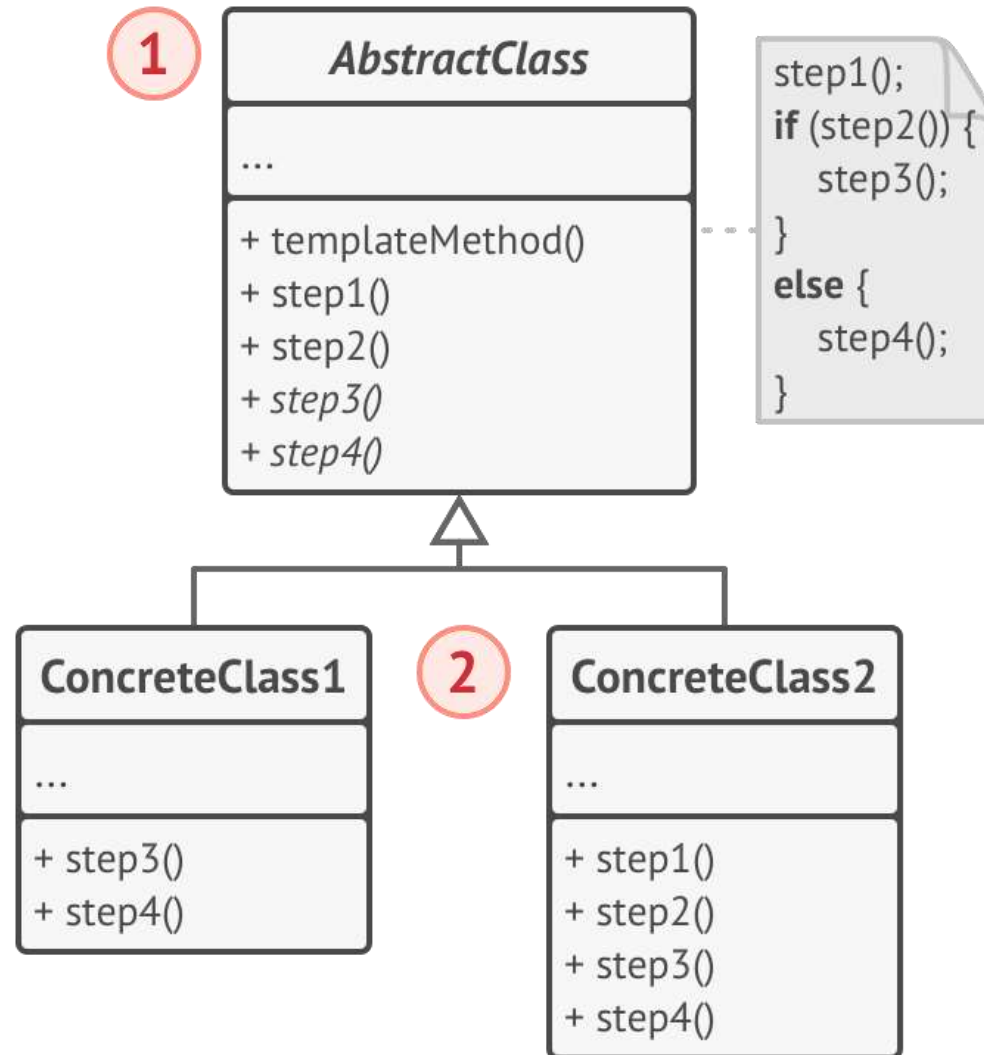 1
AbstractClass
...
+ templateMethod()
+ step1()
+ step2()
+ step3()
+ step4()
step1();
if (step2()) {
step3();
}
else {
step4();
}
2
ConcreteClass1
...
+ step3()
+ step4()
ConcreteClass2
...
+ step1()
+ step2()
+ step3()
+ step4()